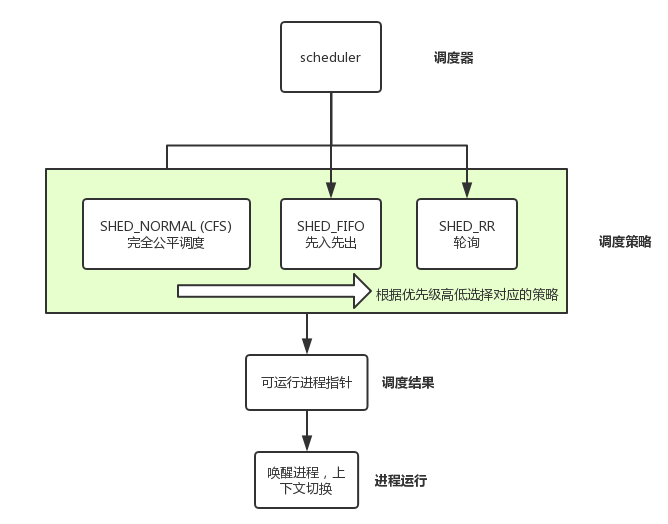 scheduler
调度器
SHED_NORMAL (CFS)
完全公平调度
SHED_FIFO
先入先出
SHED_RR
轮询
调度策略
根据优先级高低选择对应的策略
可运行进程指针
调度结果
唤醒进程，上
下文切换
进程运行